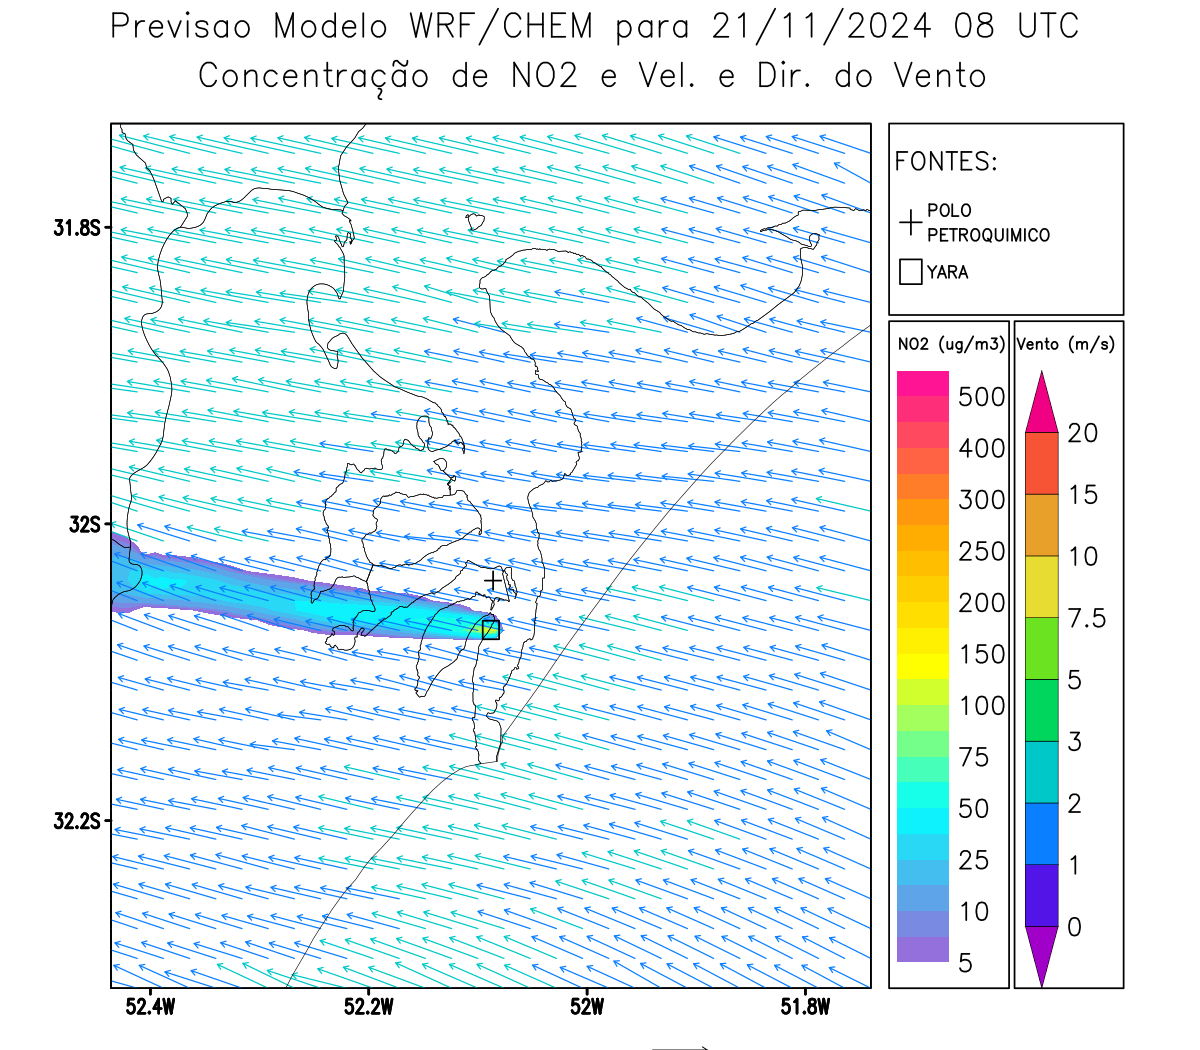 Previsao Modelo WRF/CHEM para 21/11/2024 08 UTC
Concentração de NO2 e Vel. e Dir. do Vento
FONTES:
POLO
PETROQUIMICO
YARA
31.8S
32S
32.2S
52.4W
52.2W
52W
51.8W
NO2 (ug/m3)
500
400
300
250
200
150
100
75
50
25
10
5
Vento (m/s)
20
15
10
7.5
5
3
2
1
0